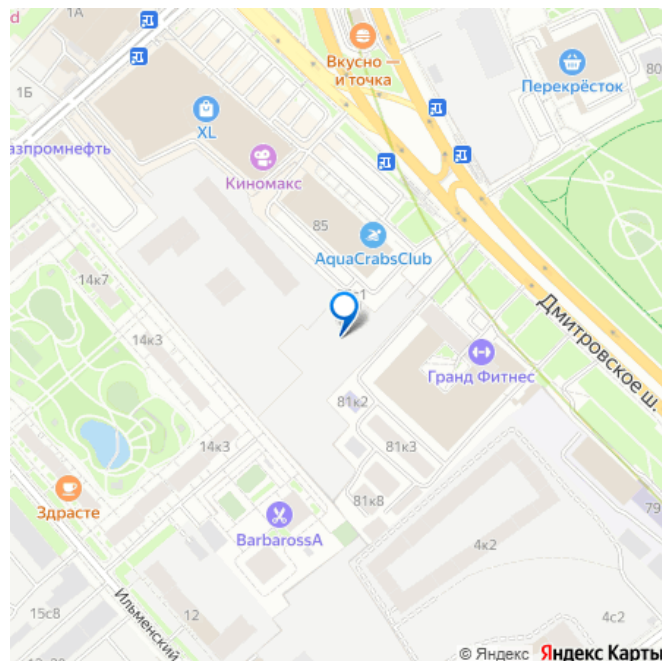 1А
Вкусно —
и точка
80
Перекрёсток
1Б
XL
азпромнефть
Киномакс
85
AquaCrabsClub
14к7
14к3
Дмитровское ш.
Гранд Фитнес
81к2
14к3
81к3
81к8
Здрасте
BarbarossA
79
4к2
Ильменский
15с8
12
4с2
© Яндекс Яндекс Карты